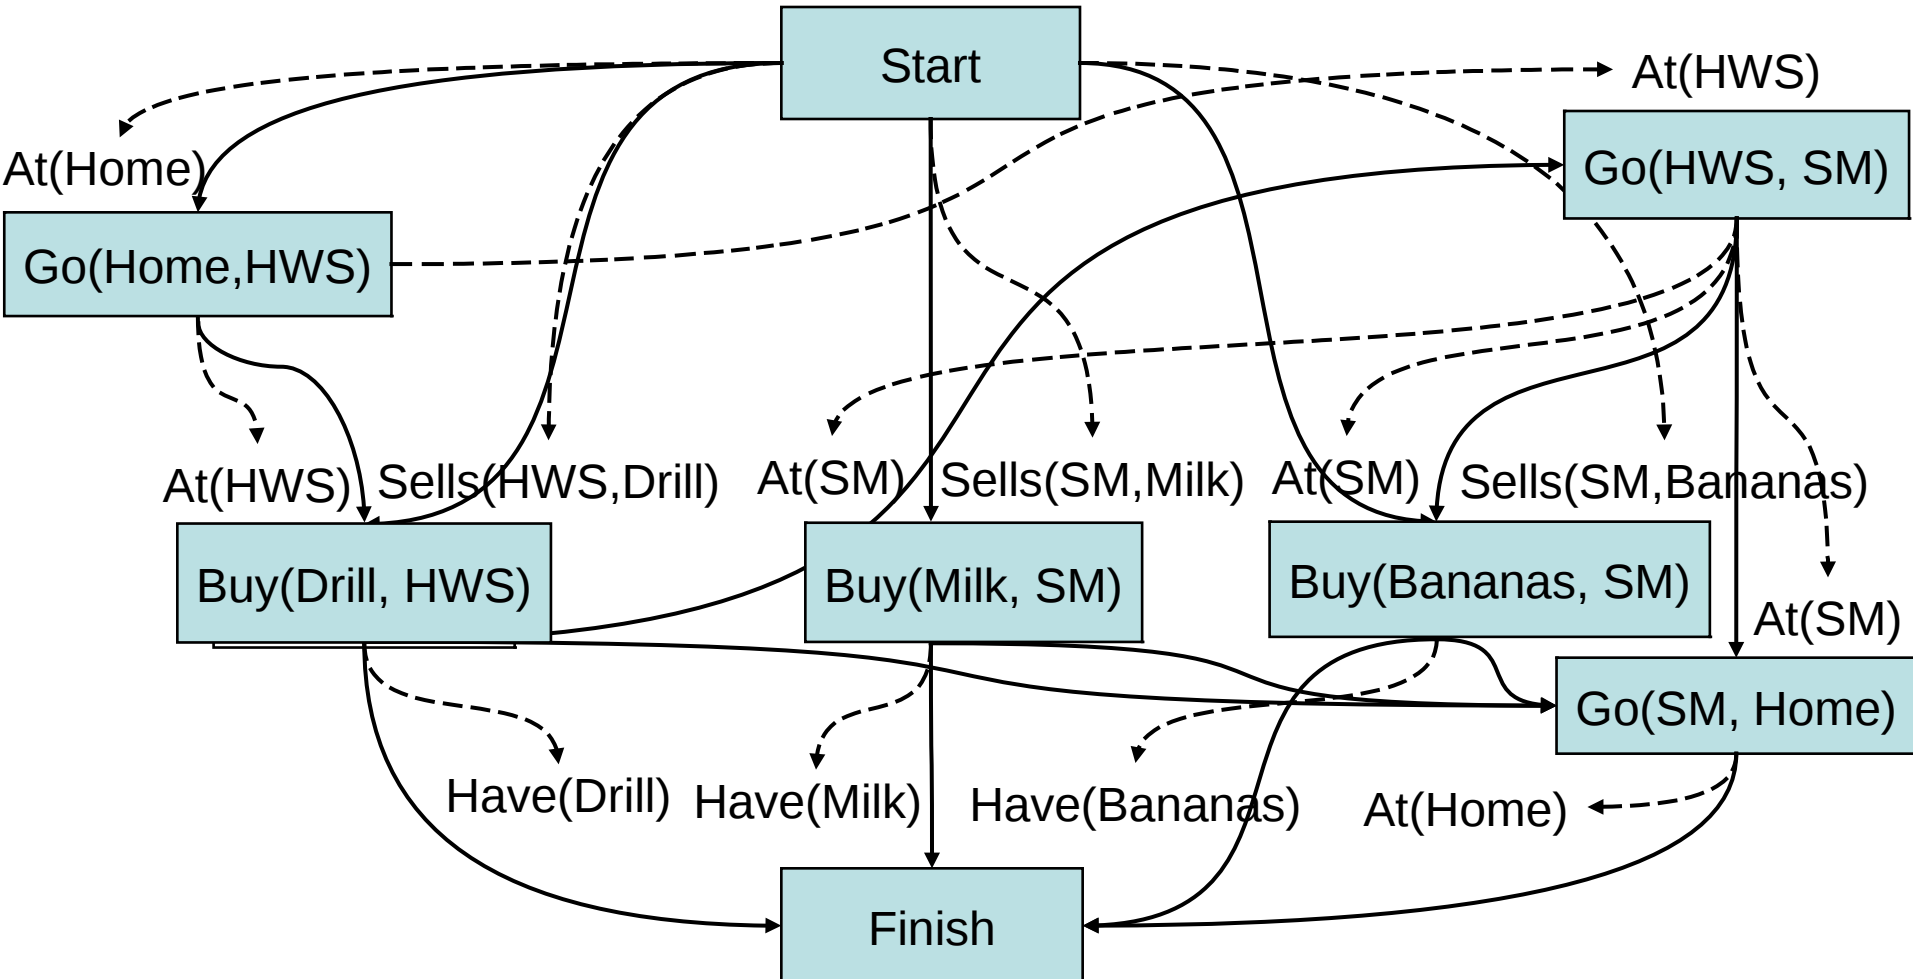 Start
At(HWS)
At(Home)
Go(HWS, SM)
Go(Home,HWS)
At(HWS)
Sells(HWS,Drill)
At(SM)
Sells(SM,Milk)
At(SM)
Sells(SM,Bananas)
Buy(Drill, HWS)
Buy(Milk, SM)
Buy(Bananas, SM)
At(SM)
Go(SM, Home)
Have(Drill)
Have(Milk)
Have(Bananas)
At(Home)
Finish